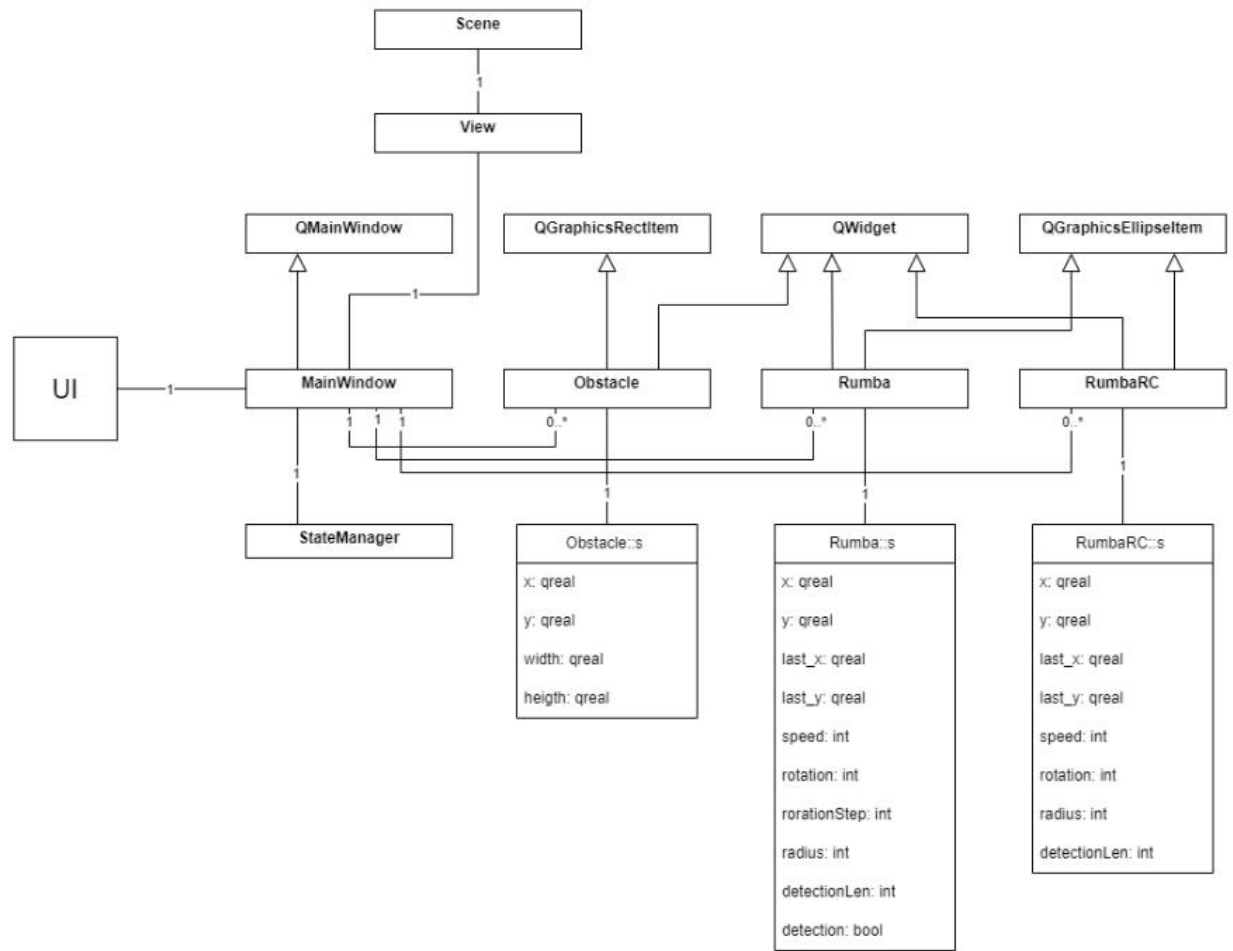 Scene
1
View
QMainWindow
QGraphicsRectItem
QWidget
QGraphicsEllipseItem
1
UI
1
MainWindow
Obstacle
Rumba
RumbaRC
1
1
1
0..*
0..*
0..*
1
1
1
1
StateManager
Obstacle::s
x: qreal
y: qreal
width: qreal
heigth: qreal
Rumba::s
x: qreal
y: qreal
last_x: qreal
last_y: qreal
speed: int
rotation: int
rorationStep: int
radius: int
detectionLen: int
detection: bool
RumbaRC::s
x: qreal
y: qreal
last_x: qreal
last_y: qreal
speed: int
rotation: int
radius: int
detectionLen: int